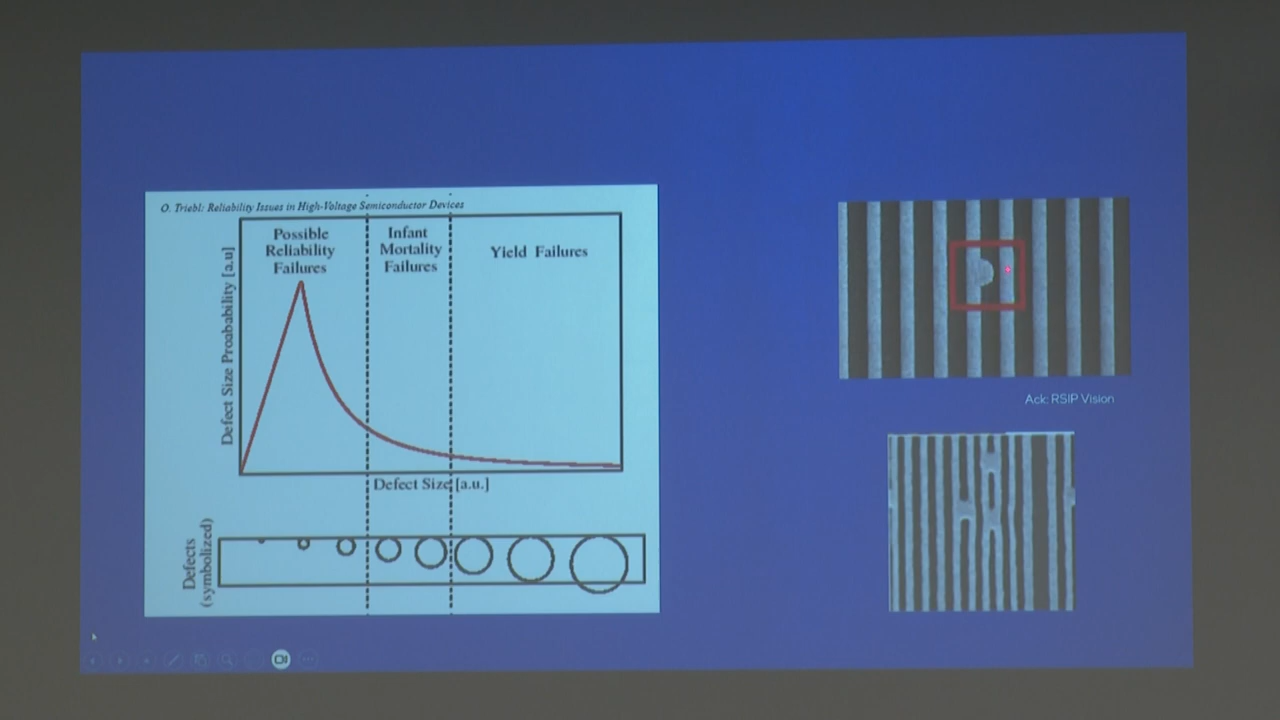 O. Triebl: Reliability Issues in High-Voltage Semiconductor Devices
Possible
Reliability
Failures
Infant
Mortality
Failures
Yield Failures
Defect Size Proabability [a.u]
Defect Size [a.u.]
Defects
(symbolized)
Ack: RSIP Vision